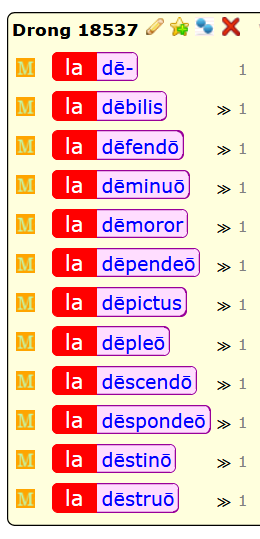 Drong 18537
M la dē- 1
M la dēbilis ≫ 1
M la dēfendō ≫ 1
M la dēminuō ≫ 1
M la dēmoror 1
M la dēpendeō ≫ 1
M la dēpictus ≫ 1
M la dēpleō ≫ 1
M la dēscendō ≫ 1
M la dēspondeō ≫ 1
M la dēstinō ≫ 1
M la dēstruō ≫ 1